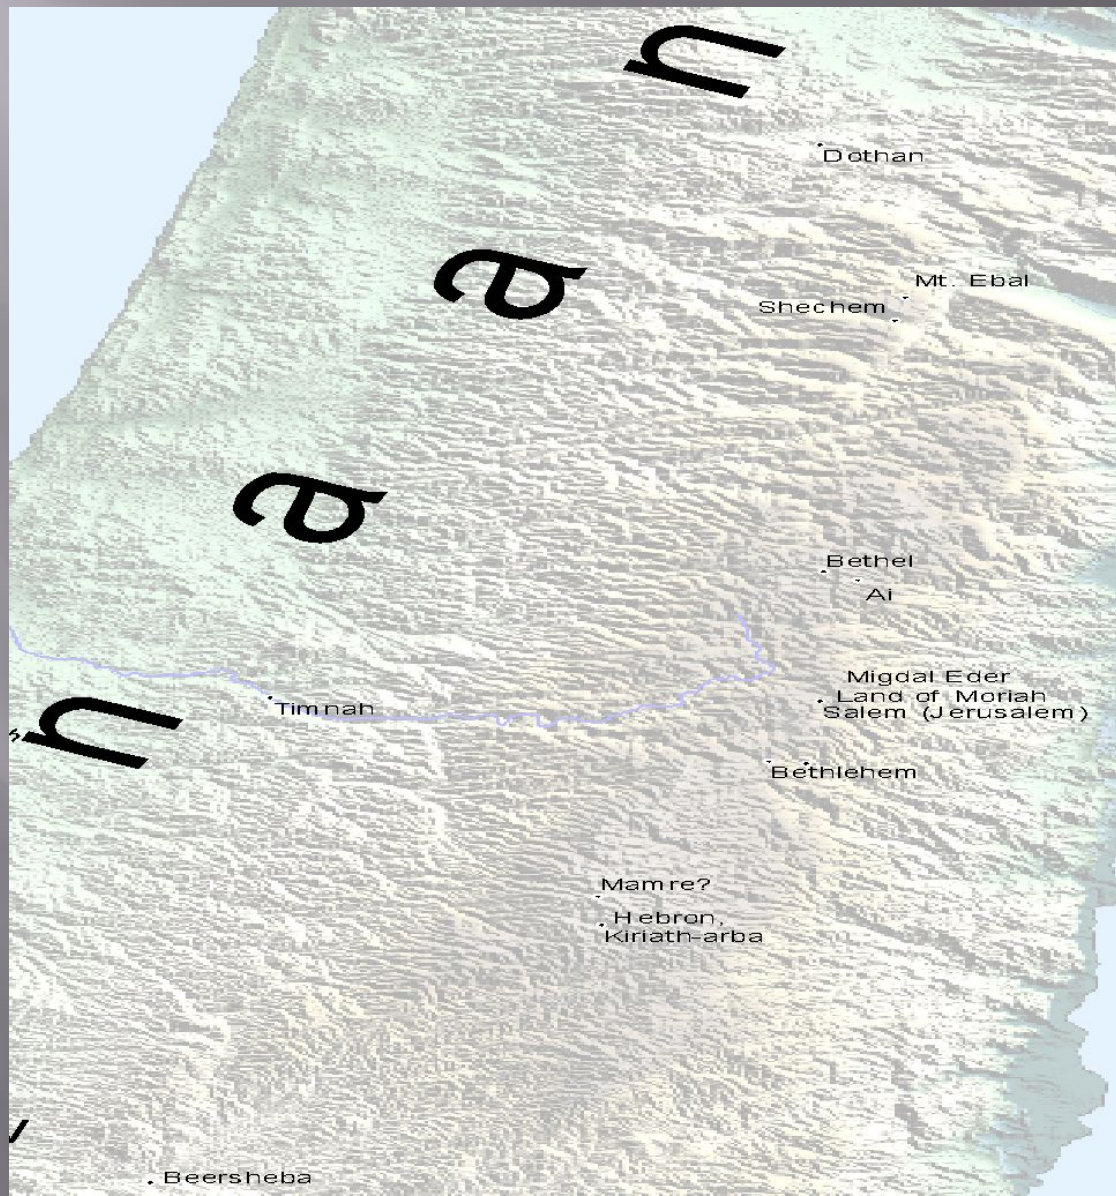 n
Dothan
a
Mt. Ebal
Shechem
a
Bethel
Ai
Migdal Eder
Land of Moriah
Salem (Jerusalem)
Timnah
n
Bethlehem
Mamre?
Hebron,
Kiriath-arba
Beersheba